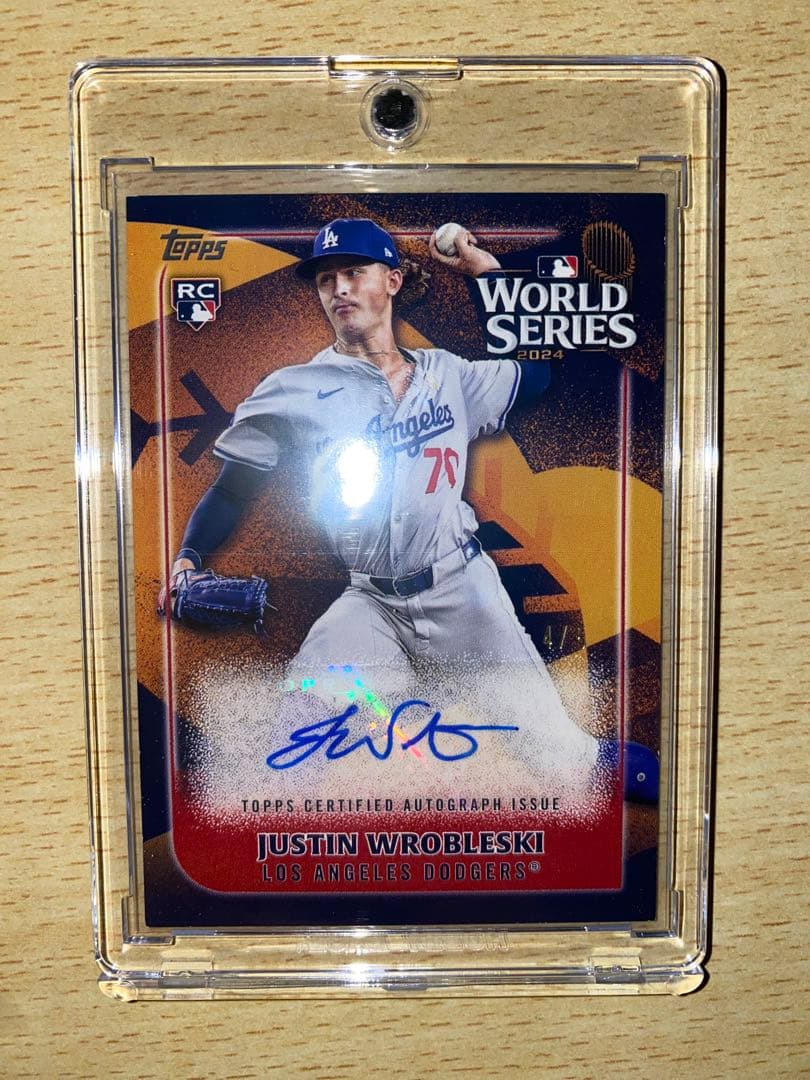 TOPPS
RC
WORLD
SERIES
2024
LA
Angeles
70
TOPPS CERTIFIED AUTOGRAPH ISSUE
JUSTIN WROBLESKI
LOS ANGELES DODGERS®